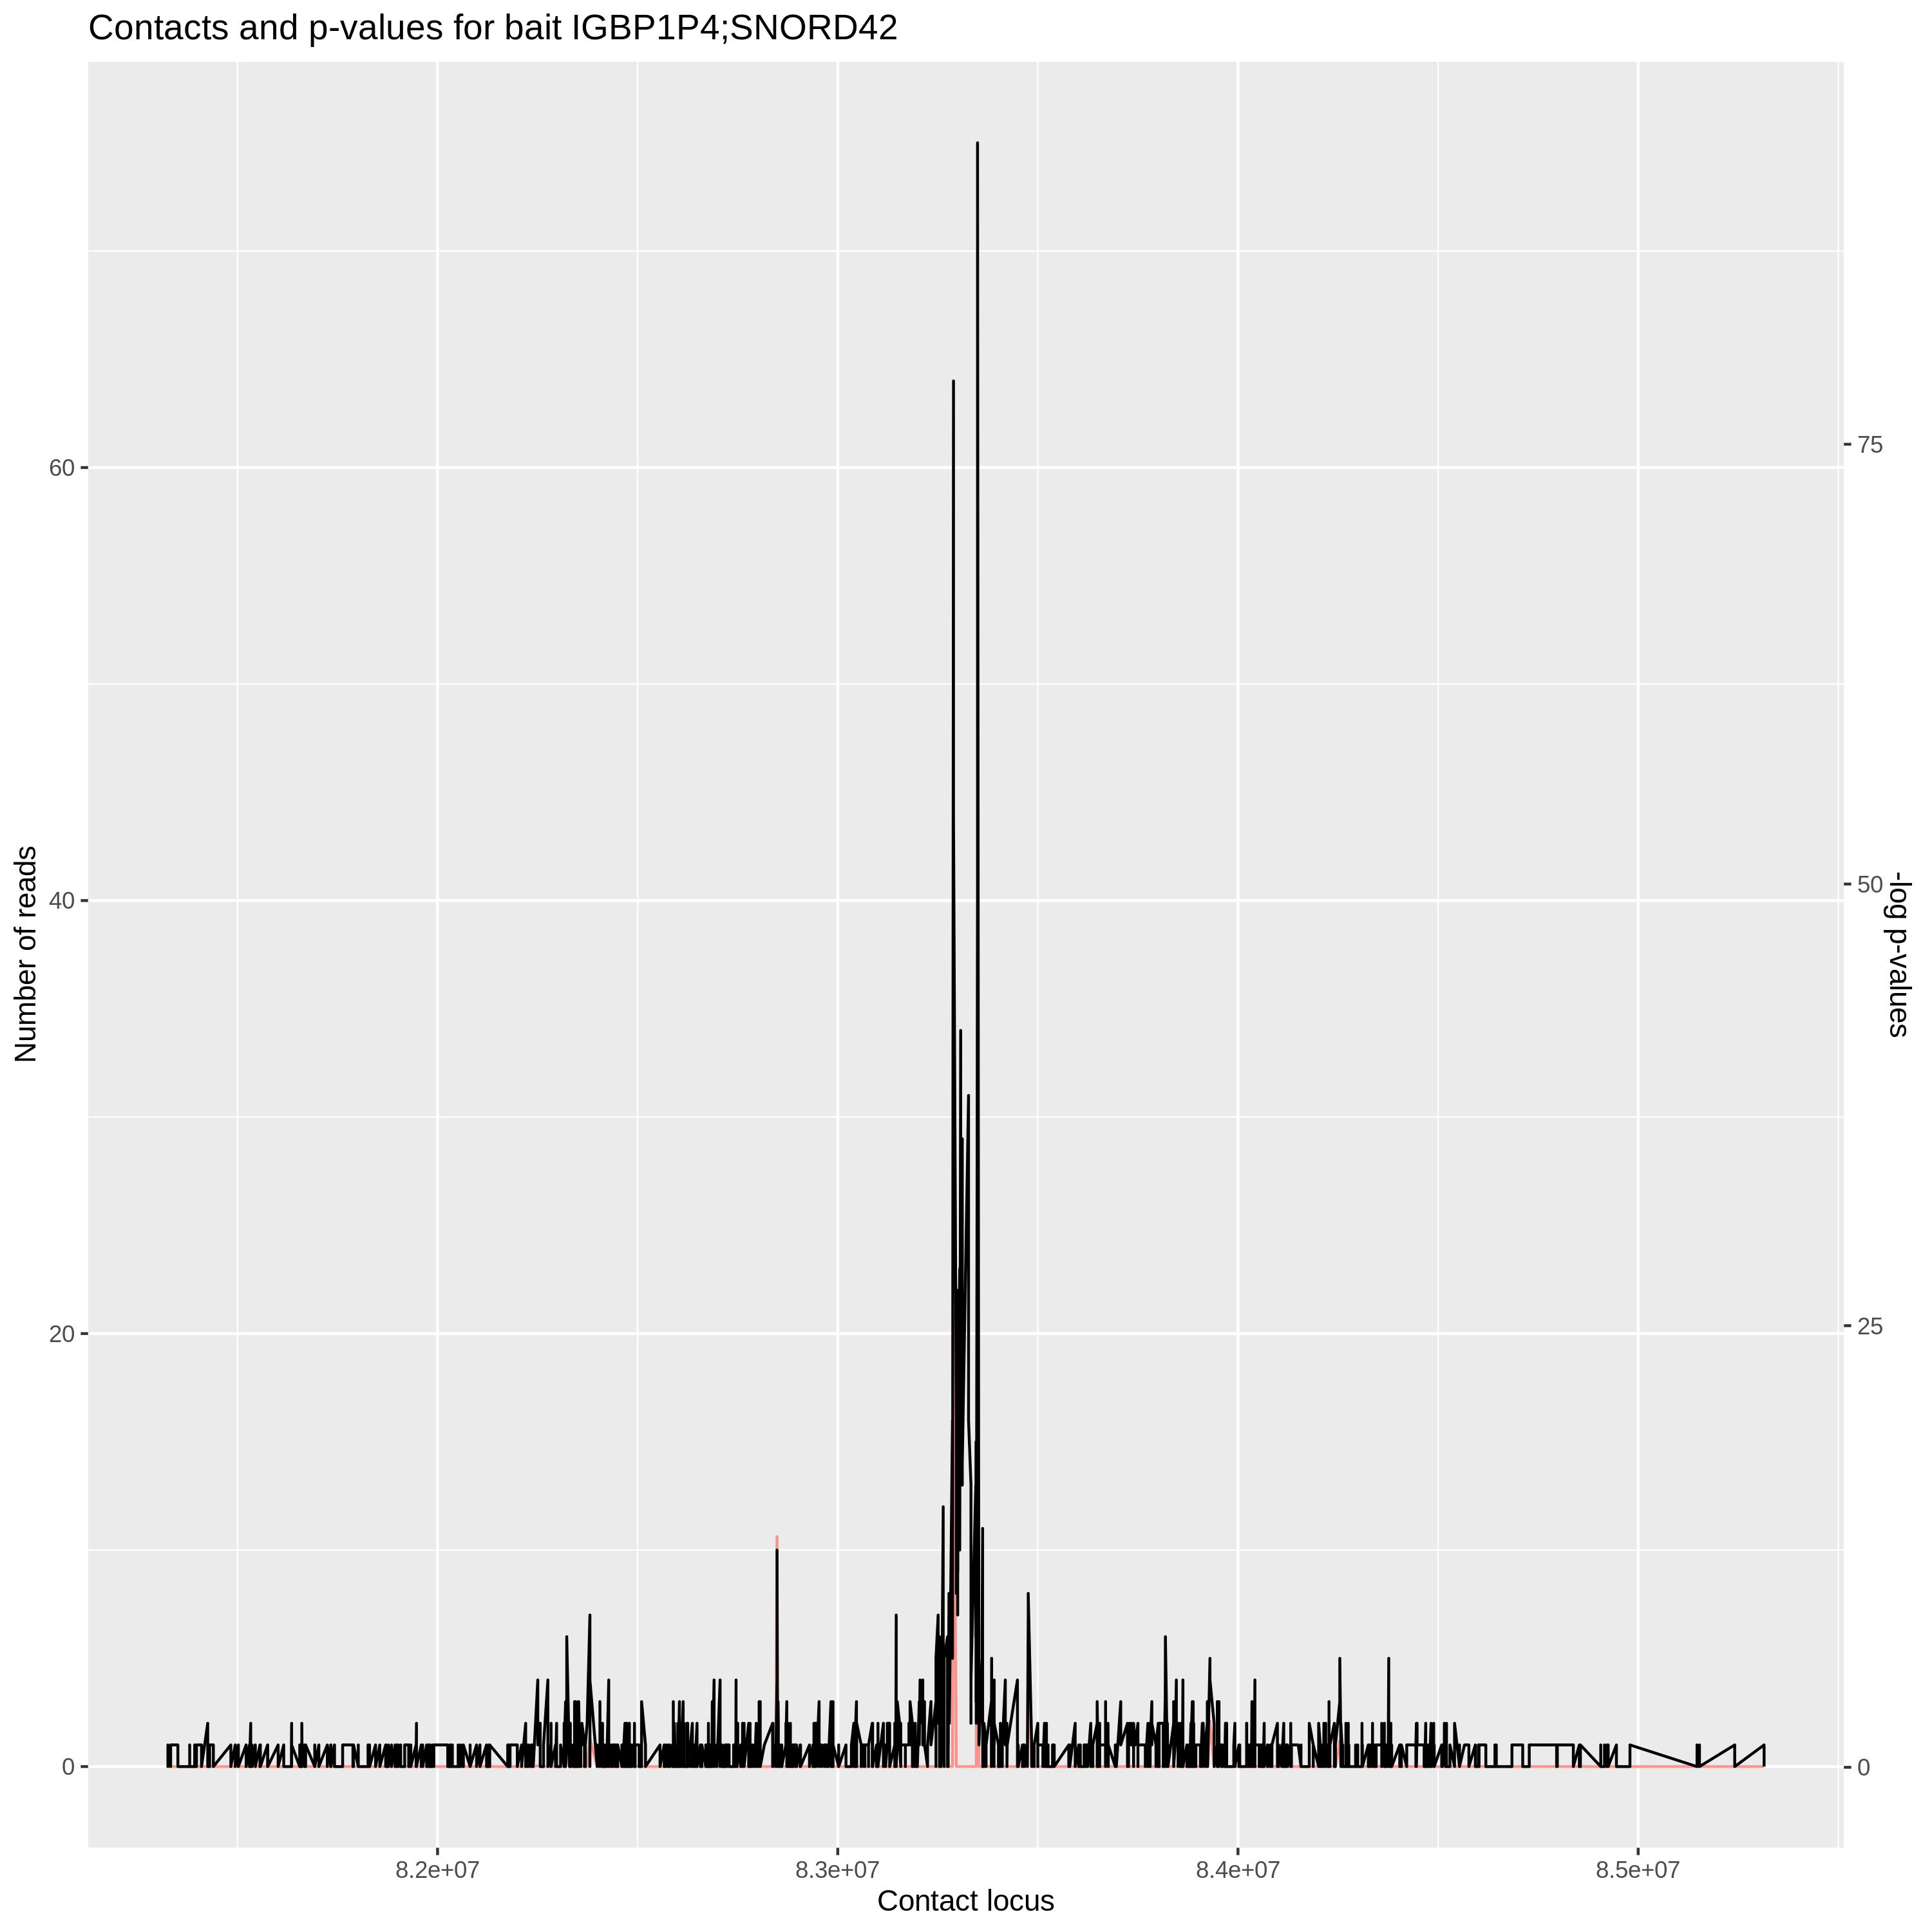 Contacts and p-values for bait IGBP1P4;SNORD42
Number of reads
60
40
20
0
75
50
25
0
-log p-values
8.2e+07
8.3e+07
8.4e+07
8.5e+07
Contact locus